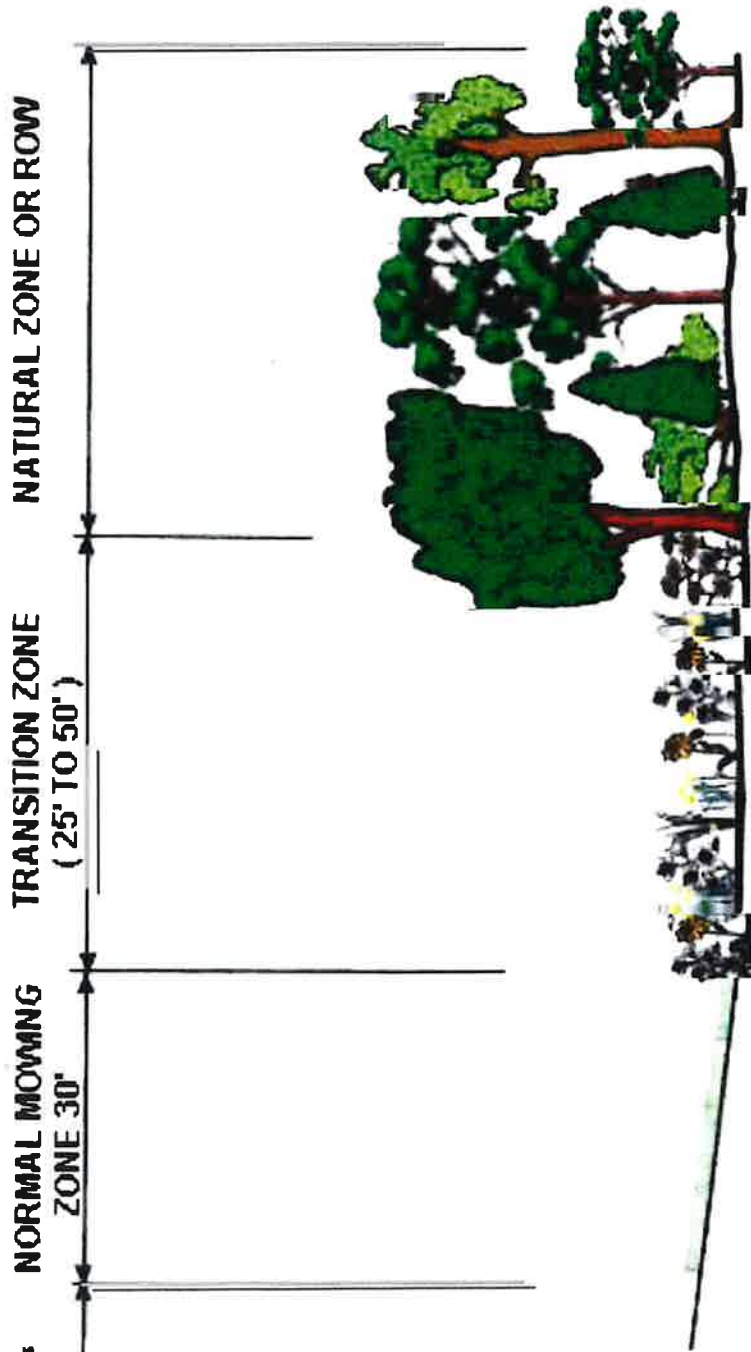 NORMAL MOWING
ZONE 30'
TRANSITION ZONE
( 25' TO 50' )
NATURAL ZONE OR ROW